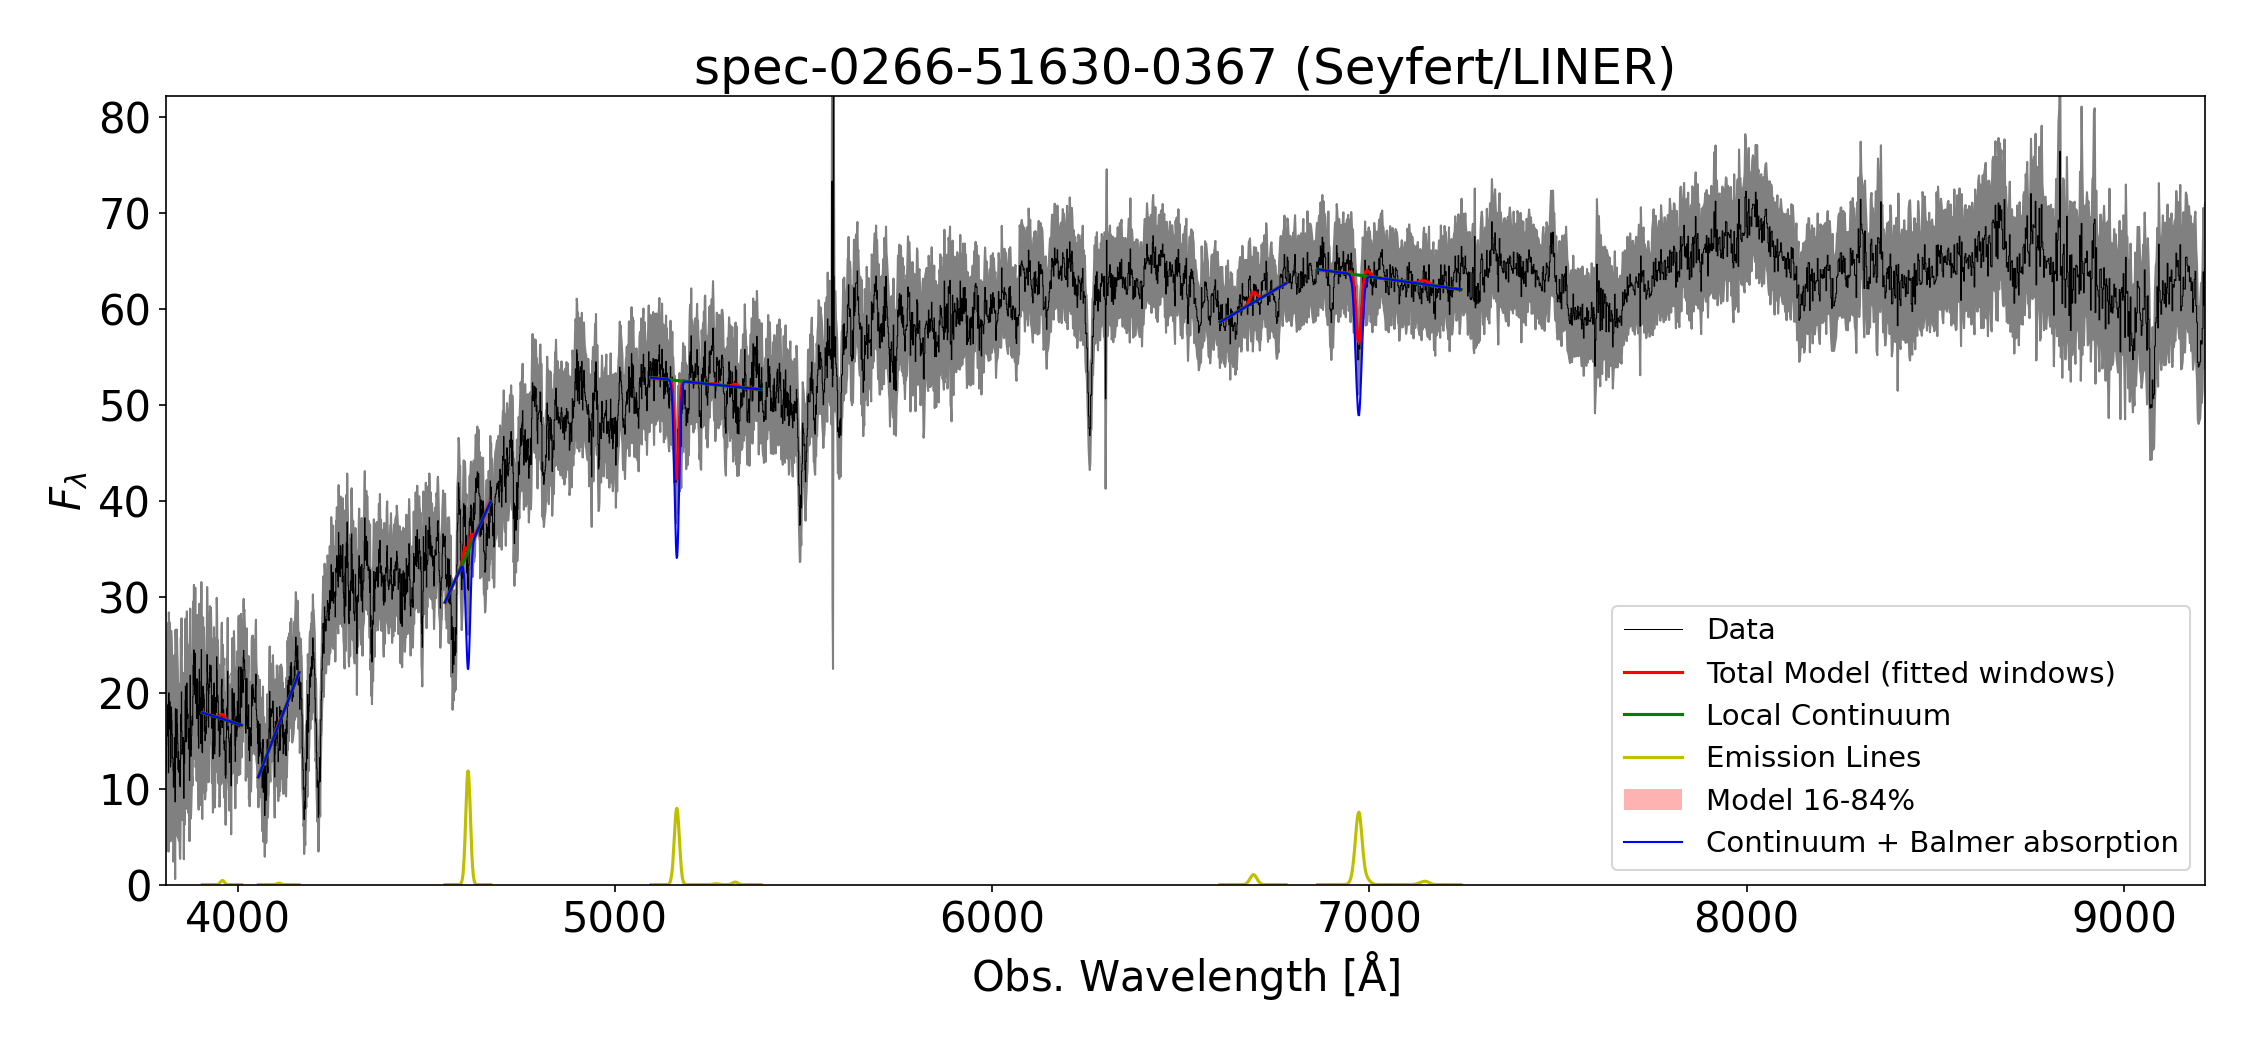 spec-0266-51630-0367 (Seyfert/LINER)
80
70
60
50
40
30
20
10
0
Fλ
4000 5000 6000 7000 8000 9000
Obs. Wavelength [Å]
Data
Total Model (fitted windows)
Local Continuum
Emission Lines
Model 16-84%
Continuum + Balmer absorption